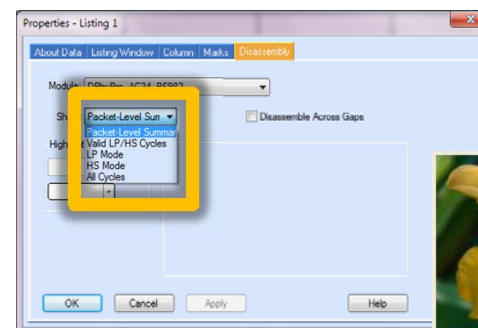 Properties - Listing 1
About Data Listing Window Column Marks Disassembly
Module:
Packet-Level Sum
Disassemble Across Gaps
Packet-Level Summar
Valid LP/HS Cycles
LP Mode
HS Mode
All Cycles
OK Cancel Apply Help